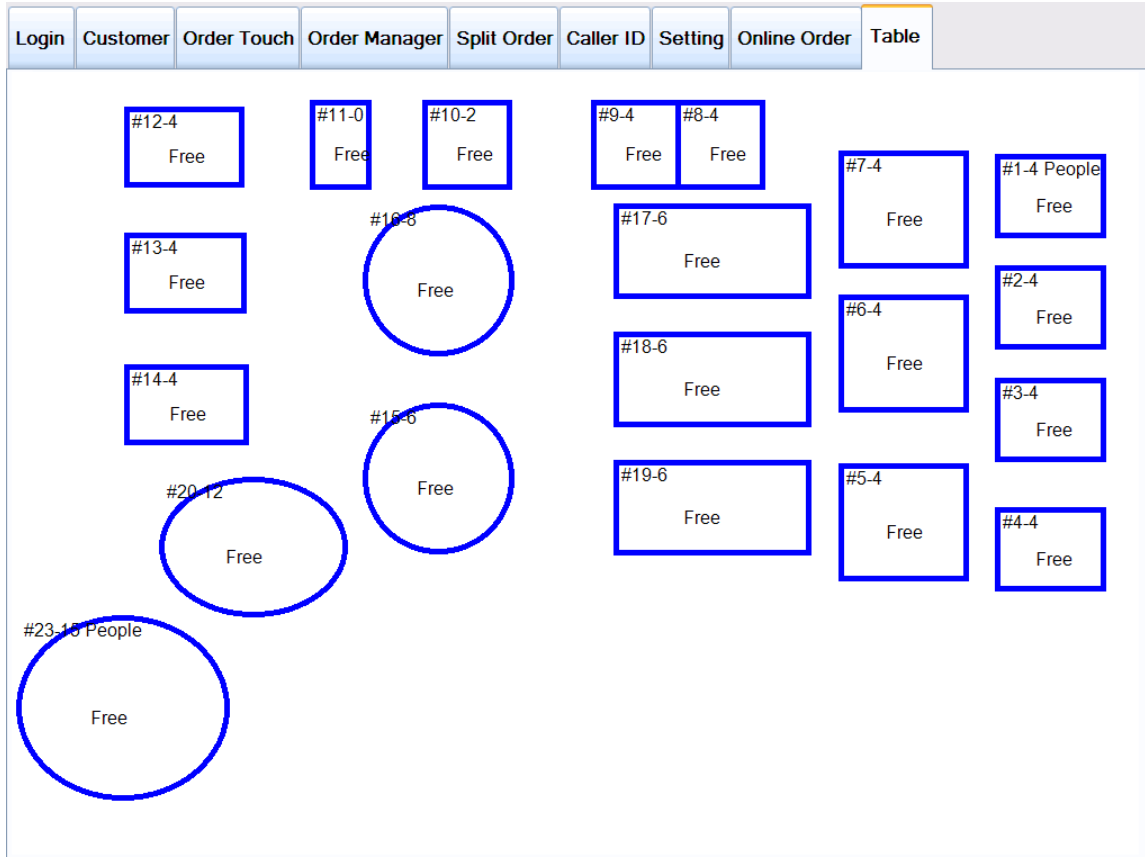 Login Customer Order Touch Order Manager Split Order Caller ID Setting Online Order Table
#12-4
Free
#11-0
Free
#10-2
Free
#9-4
Free
#8-4
Free
#7-4
Free
#1-4 People
Free
#13-4
Free
#16-8
Free
#17-6
Free
#6-4
Free
#2-4
Free
#14-4
Free
#15-6
Free
#18-6
Free
#3-4
Free
#20-12
Free
#19-6
Free
#5-4
Free
#4-4
Free
#23-15 People
Free